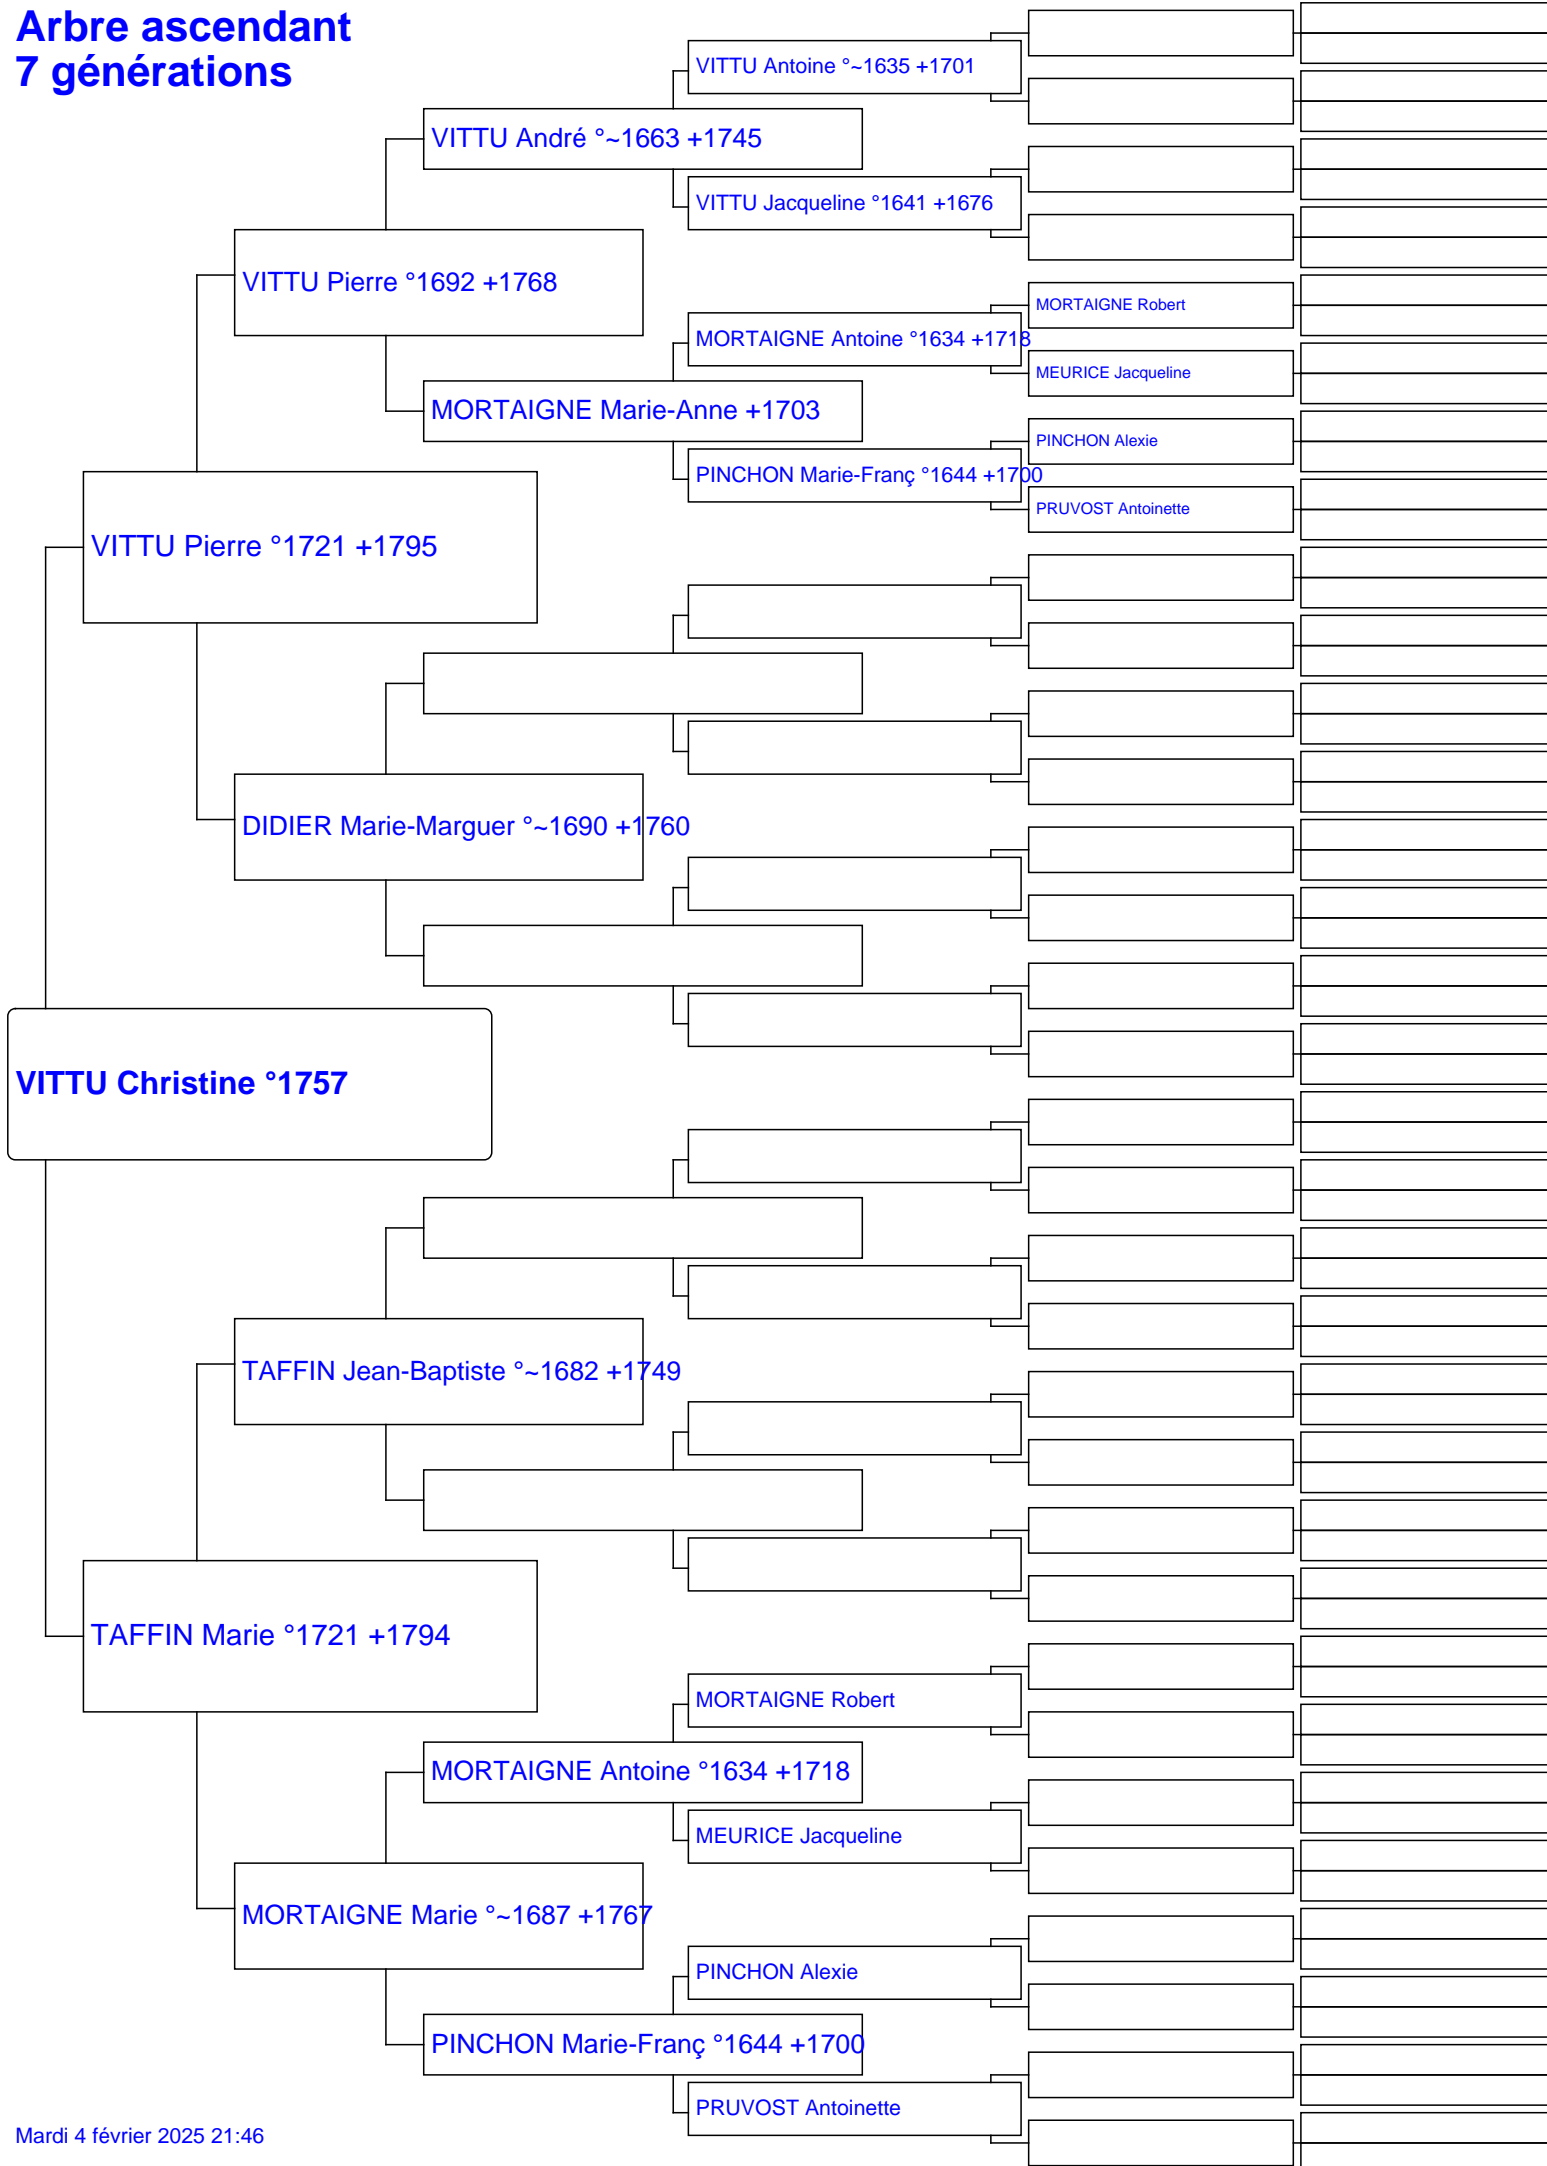 Arbre ascendant
7 générations
VITTU Antoine °~1635 +1701
VITTU André °~1663 +1745
VITTU Jacqueline °1641 +1676
VITTU Pierre °1692 +1768
MORTAIGNE Robert
MORTAIGNE Antoine °1634 +1718
MEURICE Jacqueline
MORTAIGNE Marie-Anne +1703
PINCHON Alexie
PINCHON Marie-Franç °1644 +1700
PRUVOST Antoinette
VITTU Pierre °1721 +1795
DIDIER Marie-Marguer °~1690 +1760
VITTU Christine °1757
TAFFIN Jean-Baptiste °~1682 +1749
TAFFIN Marie °1721 +1794
MORTAIGNE Robert
MORTAIGNE Antoine °1634 +1718
MEURICE Jacqueline
MORTAIGNE Marie °~1687 +1767
PINCHON Alexie
PINCHON Marie-Franç °1644 +1700
PRUVOST Antoinette
Mardi 4 février 2025 21:46